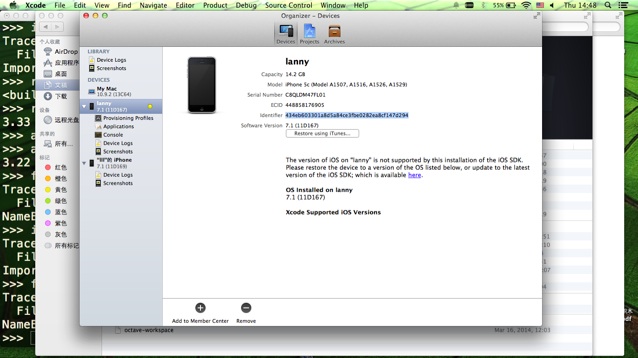 Xcode File Edit View Find Navigate Editor Product Debug Source Control Window Help
55% Thu 14:48
Organizer – Devices
Devices Projects Archives
>>>
Trace
Fil
Impor
>>>
<buil
3.33
>>>
3.22
>>> f
Trace
Fil
NameE
>>> i
Trace
Fil
Impor
>>> f
Trace
Fil
NameE
>>>
个人收藏
AirDrop
应用程序
桌面
文稿
下载
设备
远程光盘
共享的
所有...
标记
红色
橙色
黄色
绿色
蓝色
紫色
灰色
所有标记
LIBRARY
Device Logs
Screenshots
DEVICES
My Mac
10.9.2 (13C64)
lanny
7.1 (11D167)
Provisioning Profiles
Applications
Console
Device Logs
Screenshots
iPhone
7.1 (11D169)
Device Logs
Screenshots
lanny
Capacity 14.2 GB
Model iPhone 5c (Model A1507, A1516, A1526, A1529)
Serial Number C8QLDM47FL01
ECID 448858176905
Identifier 434eb603301a8d5a84ce3fbe0282ea8cf147d294
Software Version 7.1 (11D167)
Restore using iTunes...
The version of iOS on "lanny" is not supported by this installation of the iOS SDK.
Please restore the device to a version of the OS listed below, or update to the latest
version of the iOS SDK; which is available here.
OS Installed on lanny
7.1 (11D167)
Xcode Supported iOS Versions
Add to Member Center Remove
octave-workspace
Mar 16, 2014, 12:03